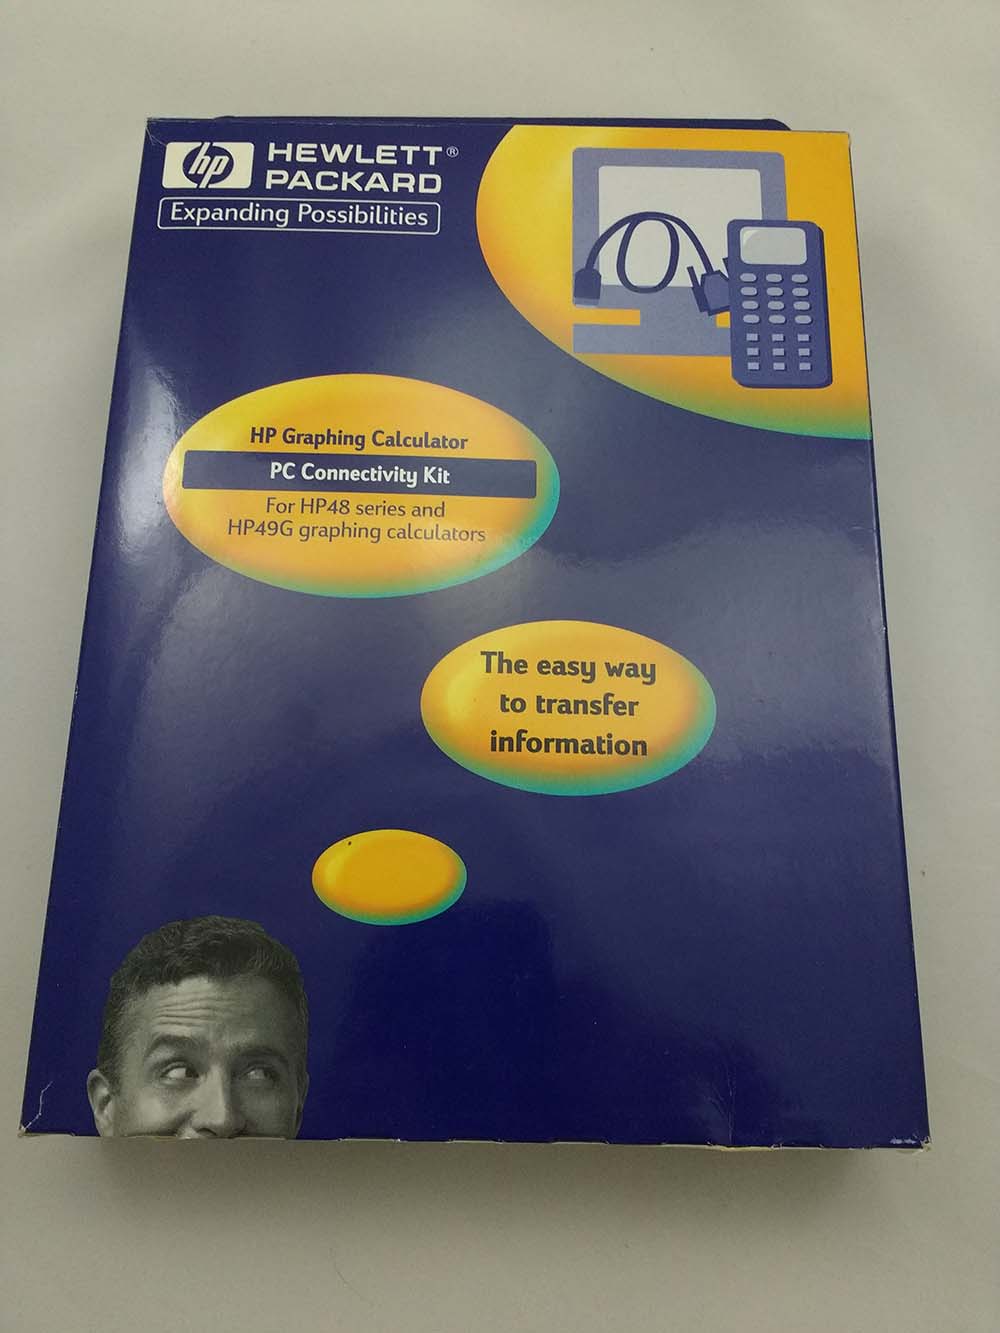 hp HEWLETT®
PACKARD
Expanding Possibilities
HP Graphing Calculator
PC Connectivity Kit
For HP48 series and
HP49G graphing calculators
The easy way
to transfer
information